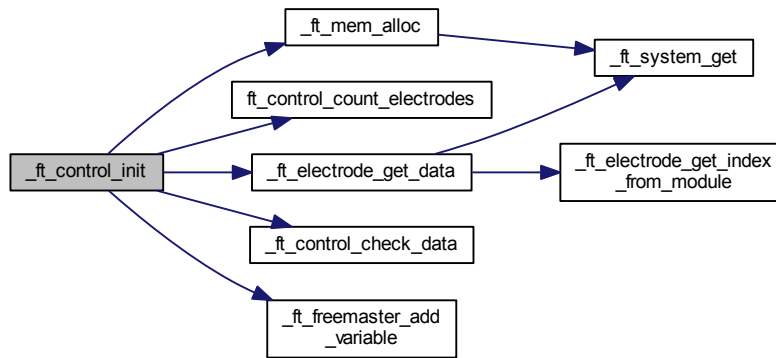 _ft_mem_alloc
_ft_system_get
ft_control_count_electrodes
_ft_control_init
_ft_electrode_get_data
_ft_electrode_get_index
_from_module
_ft_control_check_data
_ft_freemaster_add
_variable